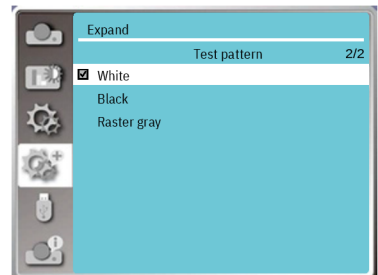 Expand
Test pattern 2/2
White
Black
Raster gray